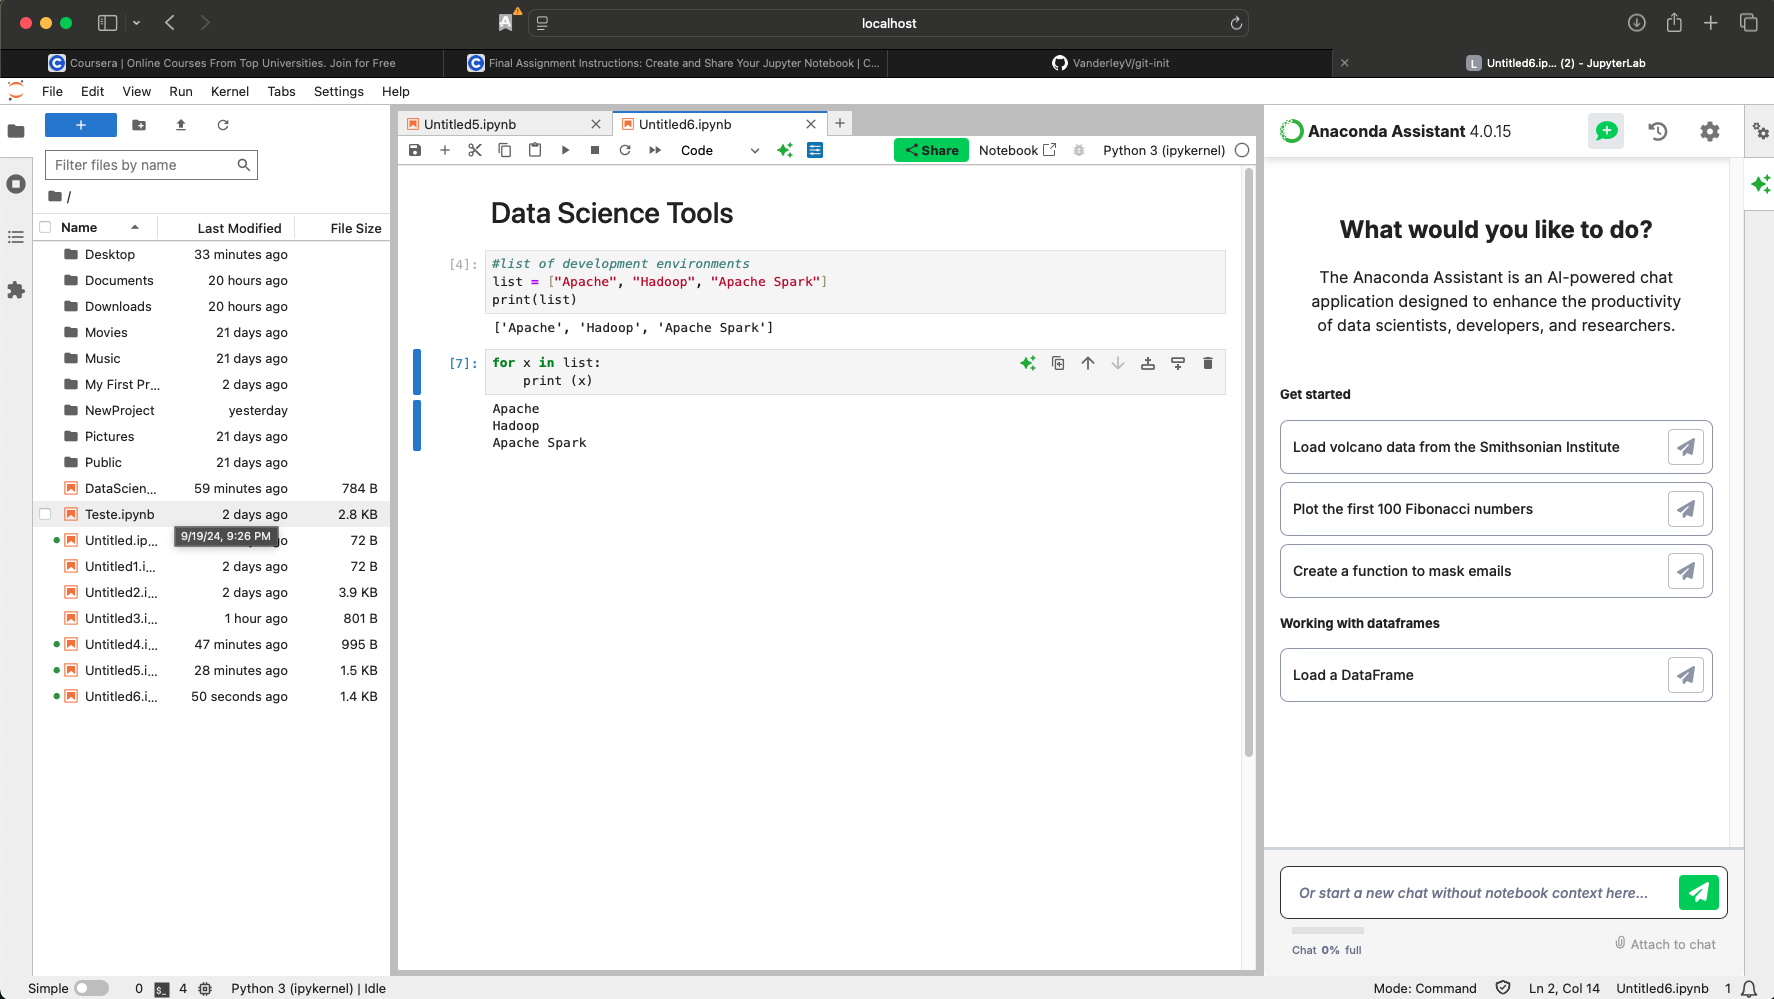 localhost
Coursera | Online Courses From Top Universities. Join for Free
Final Assignment Instructions: Create and Share Your Jupyter Notebook | C...
VanderleyV/git-init
L Untitled6.ip... (2) - JupyterLab
File Edit View Run Kernel Tabs Settings Help
Filter files by name
/
Name Last Modified File Size
Desktop 33 minutes ago
Documents 20 hours ago
Downloads 20 hours ago
Movies 21 days ago
Music 21 days ago
My First Pr... 2 days ago
NewProject yesterday
Pictures 21 days ago
Public 21 days ago
DataScien... 59 minutes ago 784 B
Teste.ipynb 2 days ago 2.8 KB
9/19/24, 9:26 PM
Untitled.ip... 72 B
Untitled1.i... 2 days ago 72 B
Untitled2.i... 2 days ago 3.9 KB
Untitled3.i... 1 hour ago 801 B
Untitled4.i... 47 minutes ago 995 B
Untitled5.i... 28 minutes ago 1.5 KB
Untitled6.i... 50 seconds ago 1.4 KB
Untitled5.ipynb
Untitled6.ipynb
Code
Share
Notebook
Python 3 (ipykernel)
Data Science Tools
[4]:
#list of development environments
list = ["Apache", "Hadoop", "Apache Spark"]
print(list)
['Apache', 'Hadoop', 'Apache Spark']
[7]:
for x in list:
print (x)
Apache
Hadoop
Apache Spark
Anaconda Assistant 4.0.15
What would you like to do?
The Anaconda Assistant is an AI-powered chat
application designed to enhance the productivity
of data scientists, developers, and researchers.
Get started
Load volcano data from the Smithsonian Institute
Plot the first 100 Fibonacci numbers
Create a function to mask emails
Working with dataframes
Load a DataFrame
Or start a new chat without notebook context here...
Chat 0% full
Attach to chat
Simple 0 $_ 4 Python 3 (ipykernel) | Idle
Mode: Command Ln 2, Col 14 Untitled6.ipynb 1